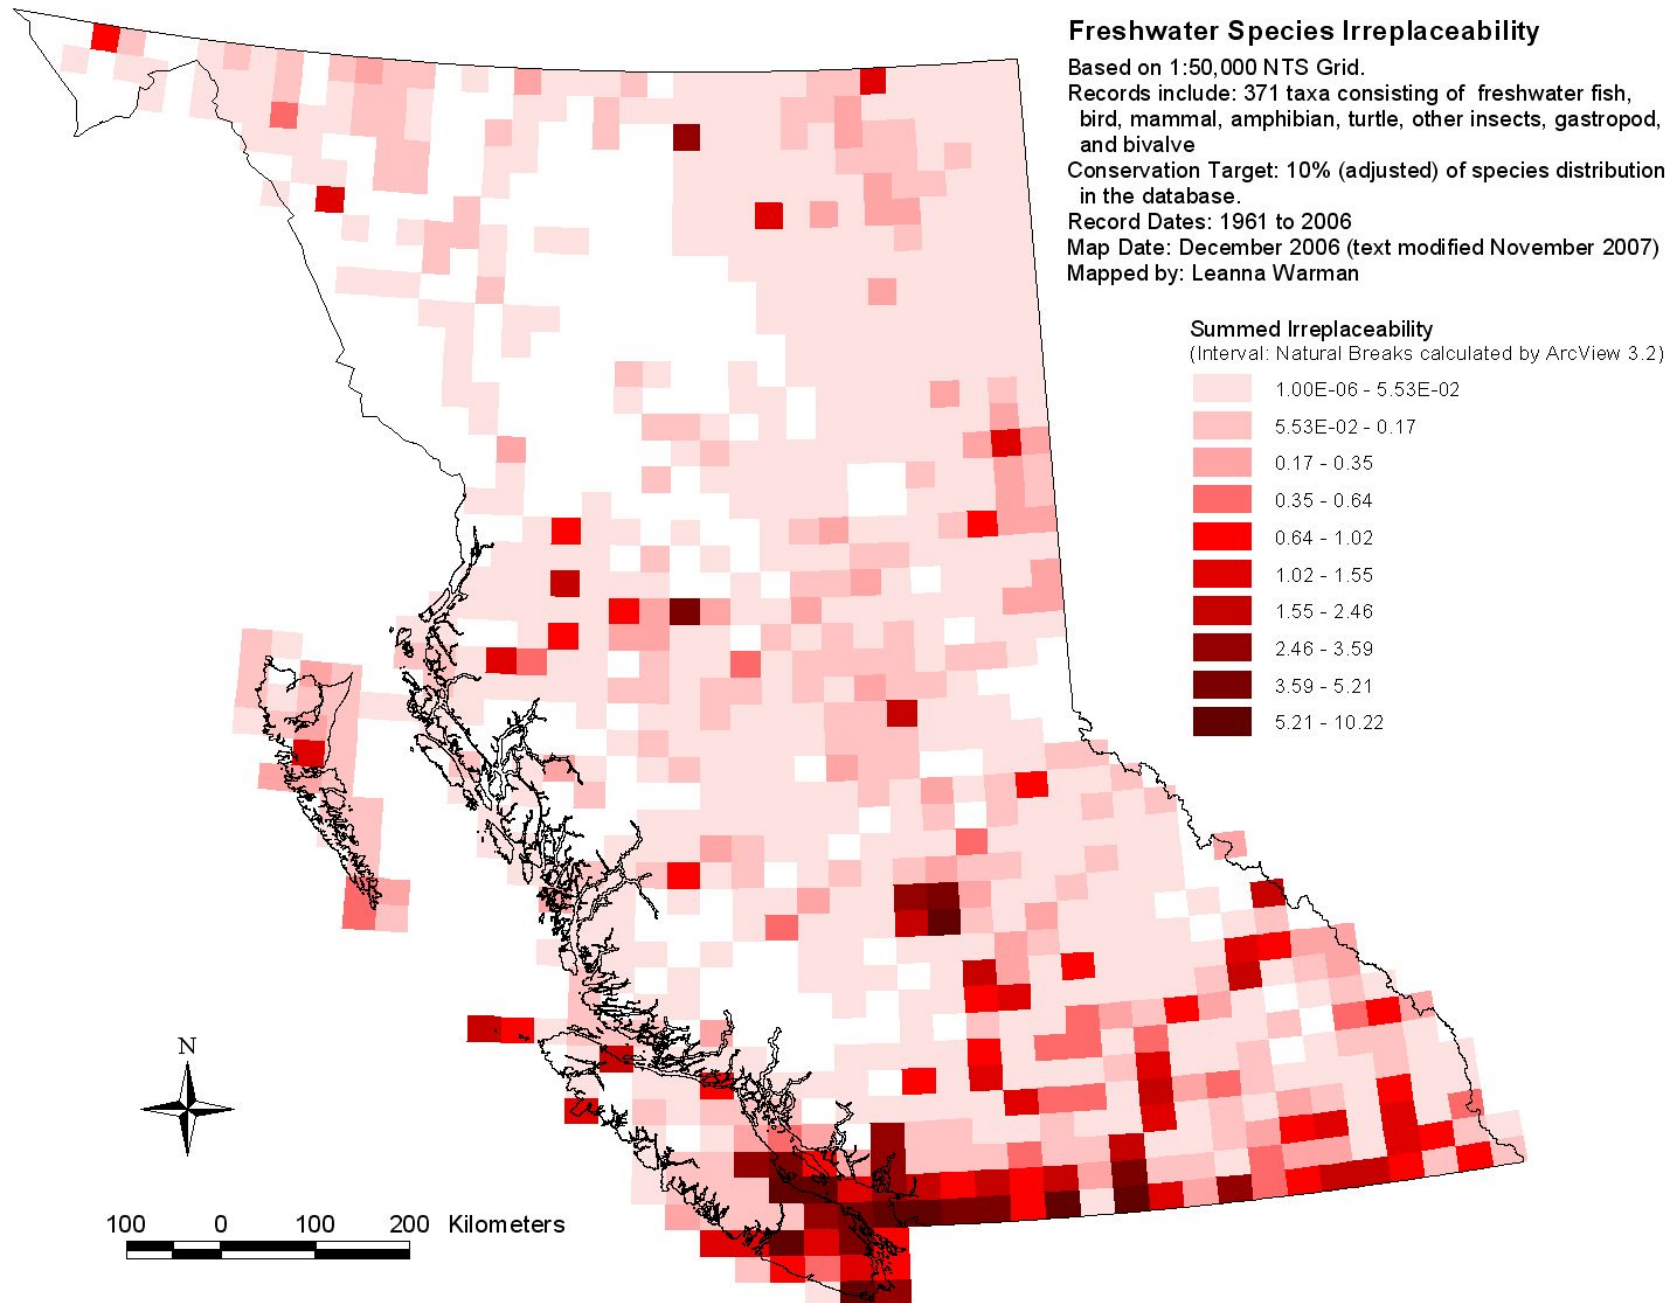 Freshwater Species Irreplaceability
Based on 1:50,000 NTS Grid.
Records include: 371 taxa consisting of freshwater fish,
bird, mammal, amphibian, turtle, other insects, gastropod,
and bivalve
Conservation Target: 10% (adjusted) of species distribution
in the database.
Record Dates: 1961 to 2006
Map Date: December 2006 (text modified November 2007)
Mapped by: Leanna Warman
Summed Irreplaceability
(Interval: Natural Breaks calculated by ArcView 3.2)
1.00E-06 - 5.53E-02
5.53E-02 - 0.17
0.17 - 0.35
0.35 - 0.64
0.64 - 1.02
1.02 - 1.55
1.55 - 2.46
2.46 - 3.59
3.59 - 5.21
5.21 - 10.22
N
100 0 100 200 Kilometers